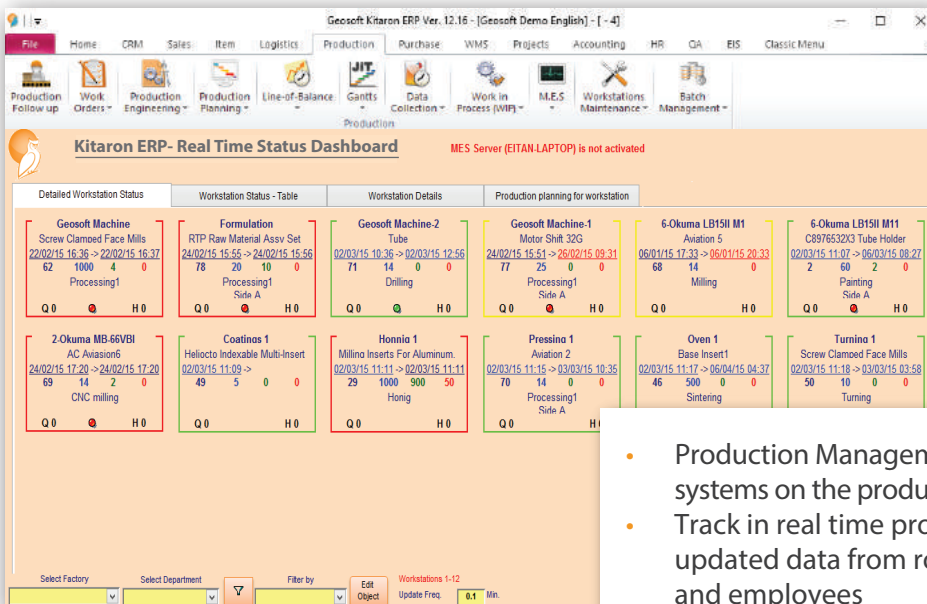 Geosoft Kitaron ERP Ver. 12.16 - [Geosoft Demo English] - [ - 4]
File Home CRM Sales Item Logistics Production Purchase WMS Projects Accounting HR QA EIS Classic Menu
Production Follow up
Work Orders
Production Engineering
Production Planning
Line-of-Balance
JIT
Gantts
Data Collection
Work in Process (WIP)
M.E.S
Workstations Maintenance
Batch Management
Production
Kitaron ERP- Real Time Status Dashboard
MES Server (EITAN-LAPTOP) is not activated
Detailed Workstation Status
Workstation Status - Table
Workstation Details
Production planning for workstation
Geosoft Machine
Screw Clamped Face Mills
22/02/15 16:36 -> 22/02/15 16:37
62 1000 4 0
Processing1
Q 0 H 0
Formulation
RTP Raw Material Assv Set
24/02/15 15:55 -> 24/02/15 15:56
78 20 10 0
Processing1
Side A
Q 0 H 0
Geosoft Machine-2
Tube
02/03/15 10:36 -> 02/03/15 12:56
71 14 0 0
Drilling
Q 0 H 0
Geosoft Machine-1
Motor Shift 32G
24/02/15 15:51 -> 26/02/15 09:31
77 25 0 0
Processing1
Side A
Q 0 H 0
6-Okuma LB15II M1
Aviation 5
06/01/15 17:33 -> 06/01/15 20:33
68 14 0
Milling
Q 0 H 0
6-Okuma LB15II M11
C8976532X3 Tube Holder
02/03/15 11:07 -> 06/03/15 08:27
2 60 2 0
Painting
Side A
Q 0 H 0
2-Okuma MB-66VBI
AC Aviasion6
24/02/15 17:20 ->24/02/15 17:20
69 14 2 0
CNC milling
Q 0 H 0
Coatings 1
Heliocto Indexable Multi-Insert
02/03/15 11:09 ->
49 5 0 0
Q 0 H 0
Honnig 1
Milling Inserts For Aluminum.
02/03/15 11:11 -> 02/03/15 11:11
29 1000 900 50
Honig
Q 0 H 0
Pressing 1
Aviation 2
02/03/15 11:15 -> 03/03/15 10:35
70 14 0 0
Processing1
Side A
Q 0 H
Oven 1
Base Insert1
02/03/15 11:17 -> 06/04/15 04:37
46 500 0 0
Sintering
Turning 1
Screw Clamped Face Mills
02/03/15 11:18 -> 03/03/15 03:58
50 10 0 0
Turning
• Production Managem
systems on the produ
• Track in real time pro
updated data from ro
and employees
Select Factory
Select Department
Filter by
Edit Object
Workstations 1-12
Update Freq. 0.1 Min.